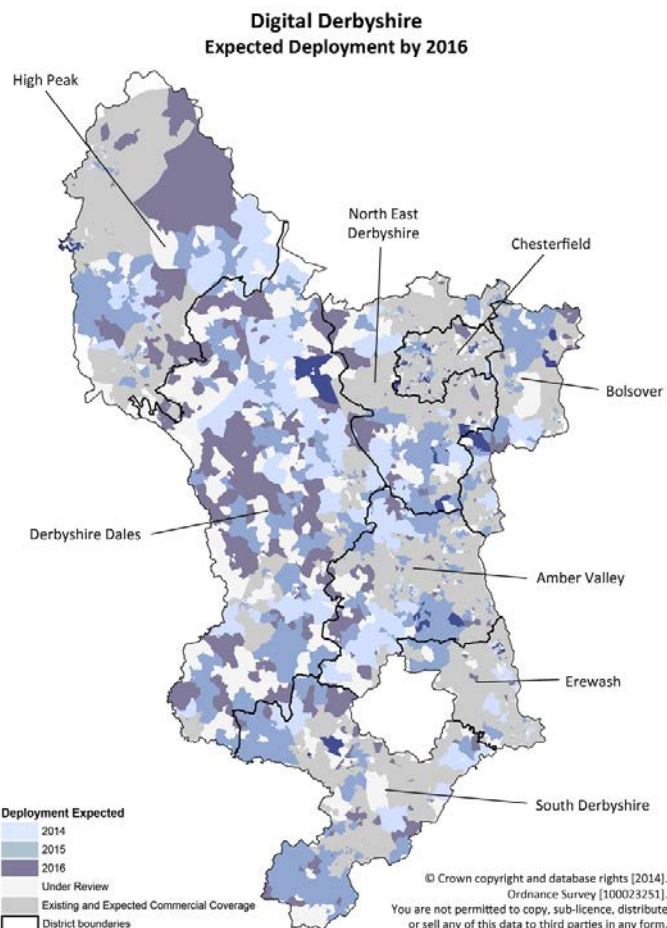 Digital Derbyshire
Expected Deployment by 2016
High Peak
North East
Derbyshire
Chesterfield
Bolsover
Derbyshire Dales
Amber Valley
Erewash
South Derbyshire
Deployment Expected
2014
2015
2016
Under Review
Existing and Expected Commercial Coverage
District boundaries
© Crown copyright and database rights [2014].
Ordnance Survey [100023251].
You are not permitted to copy, sub-licence, distribute
or sell any of this data to third parties in any form.